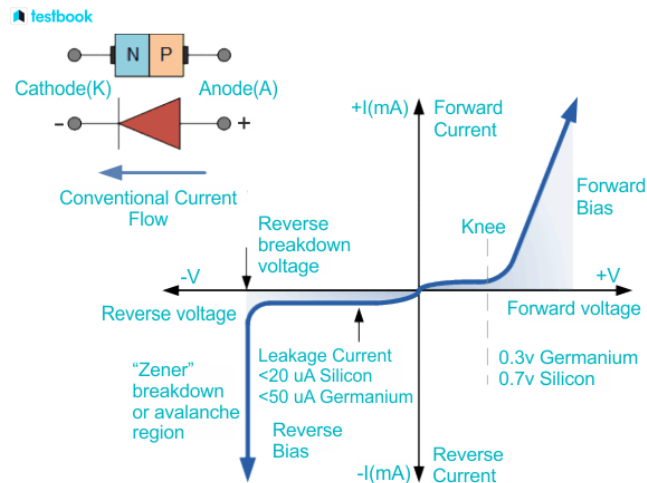 testbook
N P
Cathode(K) Anode(A)
- +
Conventional Current
Flow
+I(mA) Forward
Current
Forward
Bias
Knee
Reverse
breakdown
voltage
-V +V
Reverse voltage Forward voltage
"Zener"
breakdown
or avalanche
region
Leakage Current
<20 uA Silicon
<50 uA Germanium
0.3v Germanium
0.7v Silicon
Reverse
Bias
-I(mA) Reverse
Current